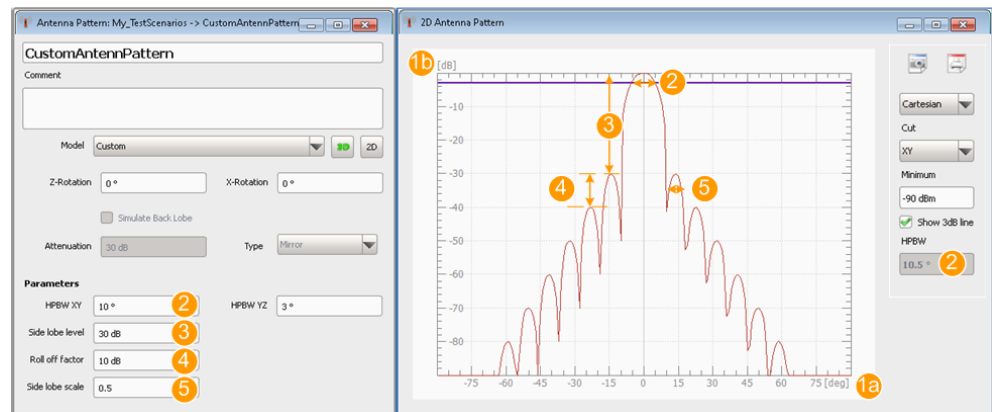 Antenna Pattern: My_TestScenarios -> CustomAntennPattern
CustomAntennPattern
Comment
Model Custom 3D 2D
Z-Rotation 0 ° X-Rotation 0 °
Simulate Back Lobe
Attenuation 30 dB Type Mirror
Parameters
HPBW XY 10 ° 2 HPBW YZ 3 °
Side lobe level 30 dB 3
Roll off factor 10 dB 4
Side lobe scale 0.5 5
2D Antenna Pattern
1b [dB]
2
-10
3
-20
-30
4 5
-40
-50
-60
-70
-80
-75 -60 -45 -30 -15 0 15 30 45 60 75 [deg] 1a
Cartesian
Cut
XY
Minimum
-90 dBm
Show 3dB line
HPBW
10.5 ° 2